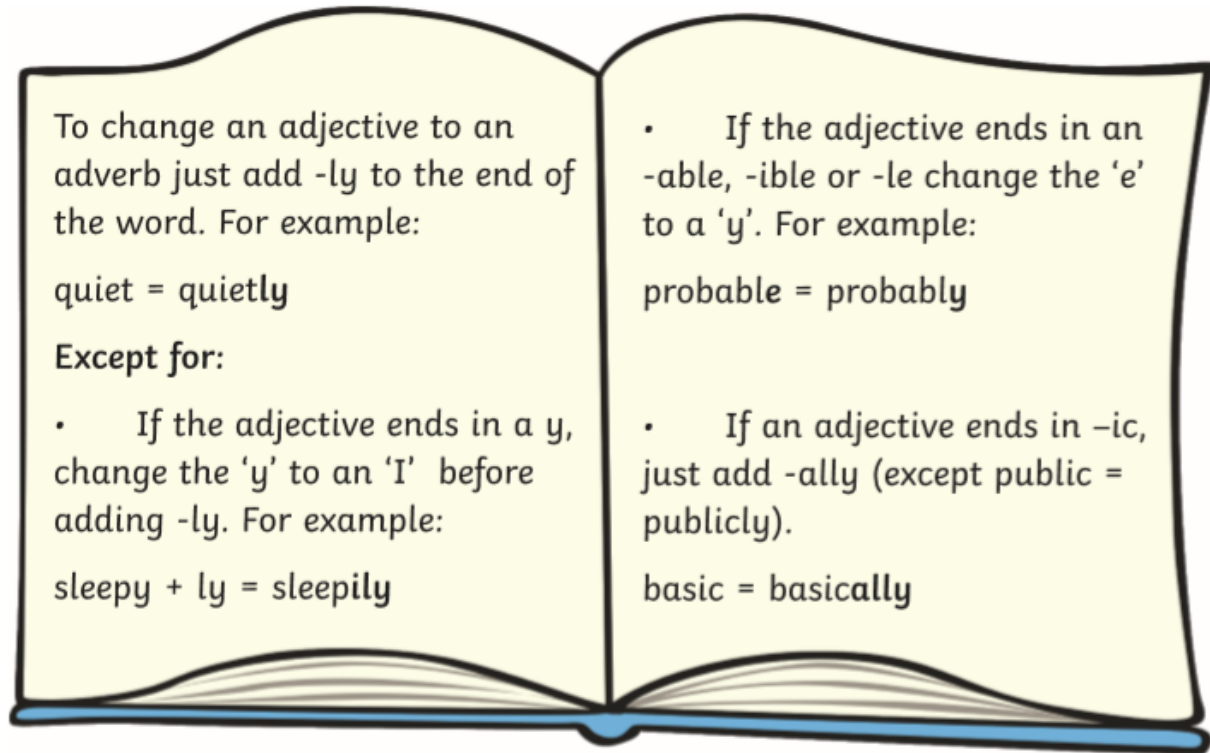 To change an adjective to an
adverb just add -ly to the end of
the word. For example:
quiet = quietly
Except for:
• If the adjective ends in a y,
change the ‘y’ to an ‘I’ before
adding -ly. For example:
sleepy + ly = sleepily
• If the adjective ends in an
-able, -ible or -le change the ‘e’
to a ‘y’. For example:
probable = probably
• If an adjective ends in –ic,
just add -ally (except public =
publicly).
basic = basically